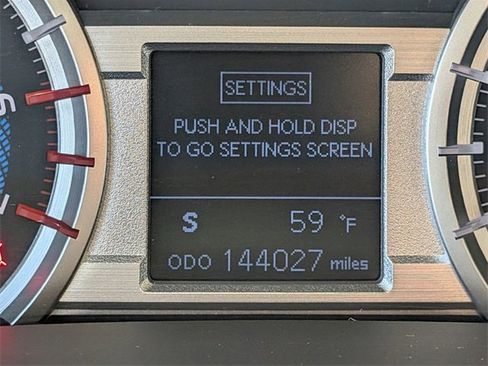 SETTINGS
PUSH AND HOLD DISP
TO GO SETTINGS SCREEN
S 59 °F
ODO 144027 miles